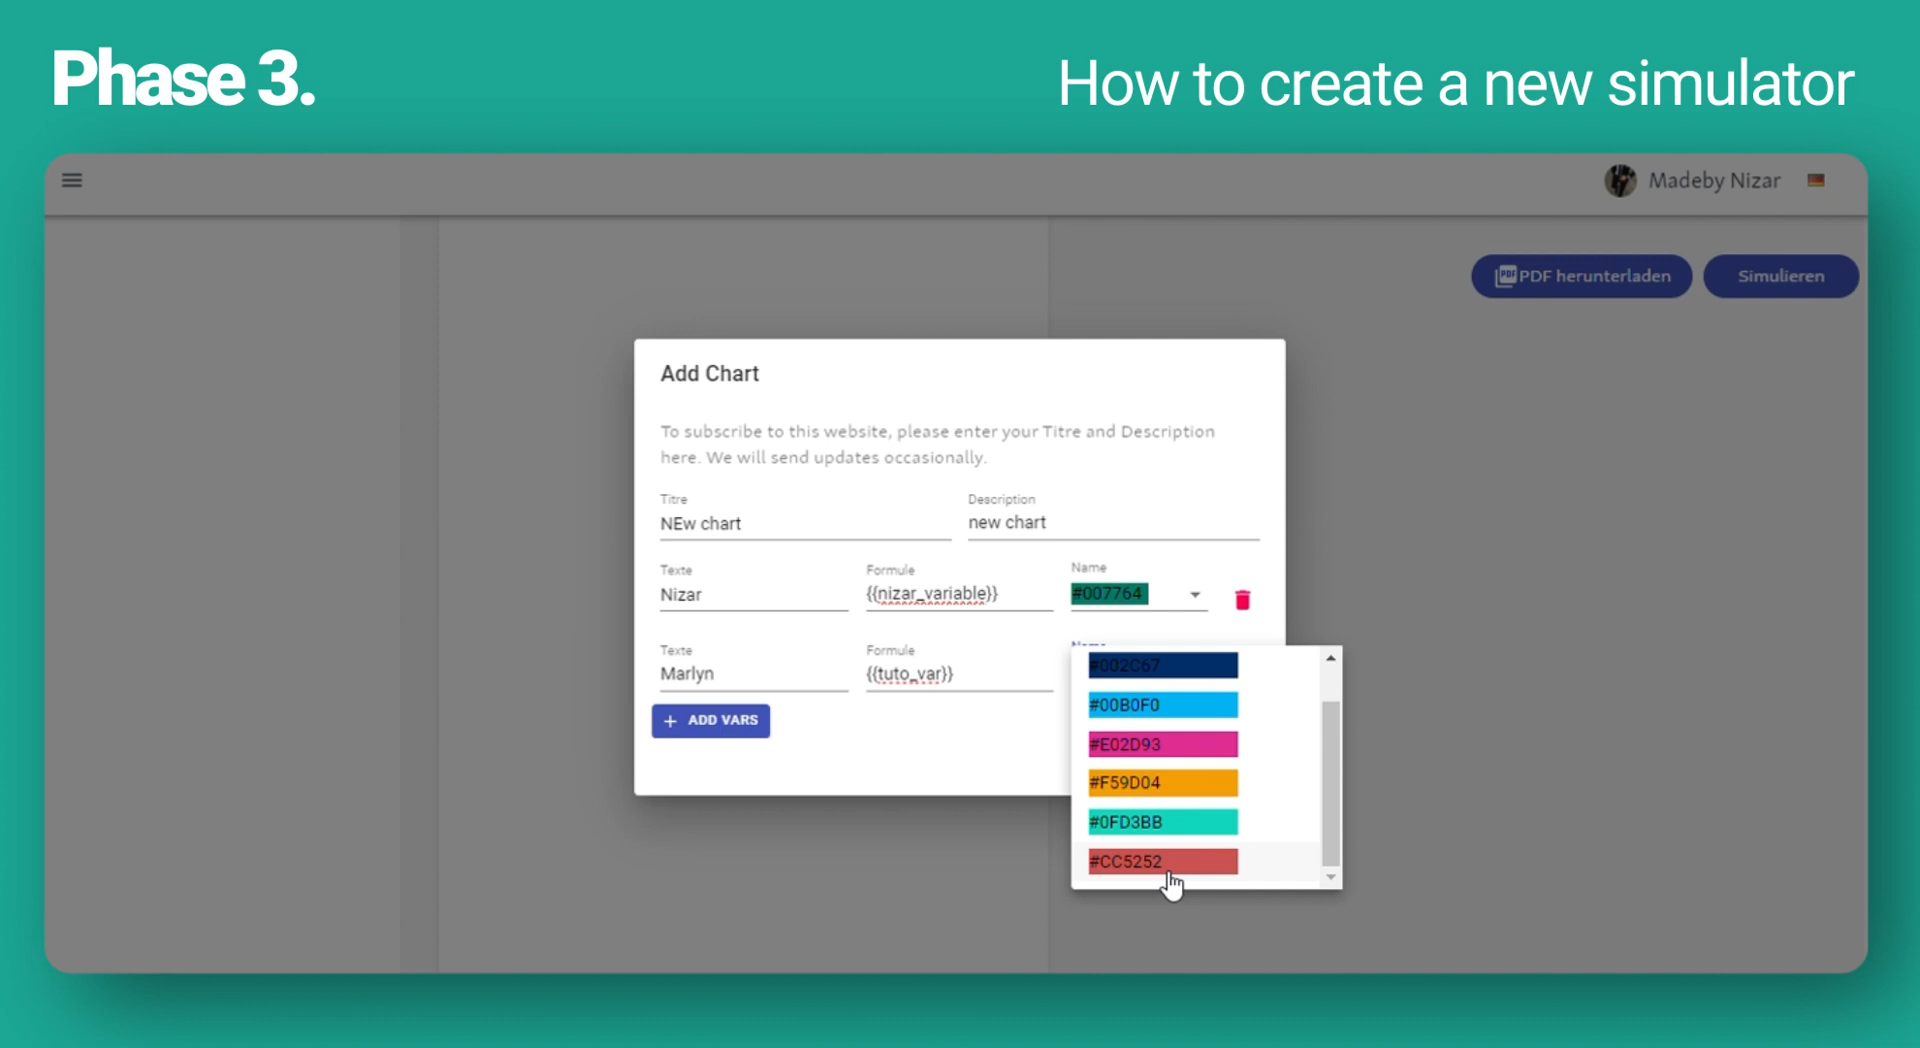 Phase 3.
How to create a new simulator
Madeby Nizar
PDF herunterladen
Simulieren
Add Chart
To subscribe to this website, please enter your Titre and Description
here. We will send updates occasionally.
Titre
Description
NEw chart
new chart
Texte
Formule
Name
Nizar
{{nizar_variable}}
#007764
Texte
Formule
Marlyn
{{tuto_var}}
+ ADD VARS
#002C67
#00B0F0
#E02D93
#F59D04
#0FD3BB
#CC5252